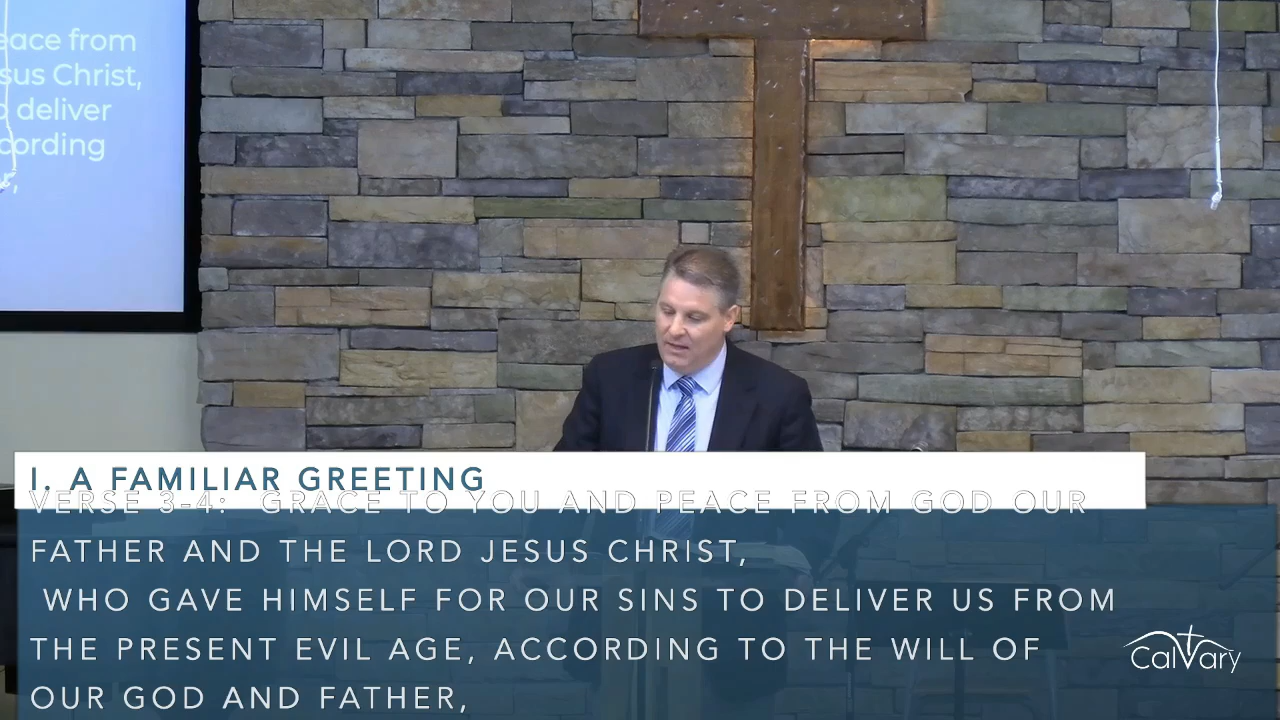 eace from
sus Christ,
deliver
cording
I. A FAMILIAR GREETING
VERSE 3-4: GRACE TO YOU AND PEACE FROM GOD OUR
FATHER AND THE LORD JESUS CHRIST,
WHO GAVE HIMSELF FOR OUR SINS TO DELIVER US FROM
THE PRESENT EVIL AGE, ACCORDING TO THE WILL OF
OUR GOD AND FATHER,
Calvary